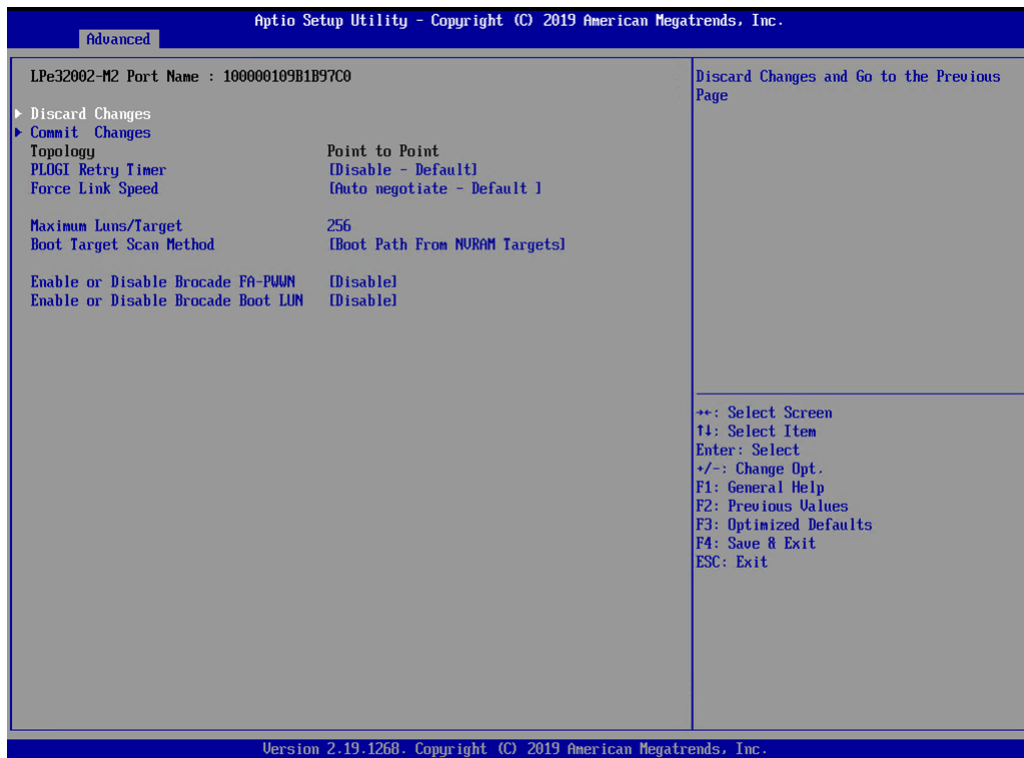 Aptio Setup Utility - Copyright (C) 2019 American Megatrends, Inc.
Advanced
LPe32002-M2 Port Name : 100000109B1B97C0
Discard Changes
Commit Changes
Topology Point to Point
PLOGI Retry Timer [Disable - Default]
Force Link Speed [Auto negotiate - Default ]
Maximum Luns/Target 256
Boot Target Scan Method [Boot Path From NVRAM Targets]
Enable or Disable Brocade FA-PWWN [Disable]
Enable or Disable Brocade Boot LUN [Disable]
Discard Changes and Go to the Previous
Page
→←: Select Screen
↑↓: Select Item
Enter: Select
+/-: Change Opt.
F1: General Help
F2: Previous Values
F3: Optimized Defaults
F4: Save & Exit
ESC: Exit
Version 2.19.1268. Copyright (C) 2019 American Megatrends, Inc.